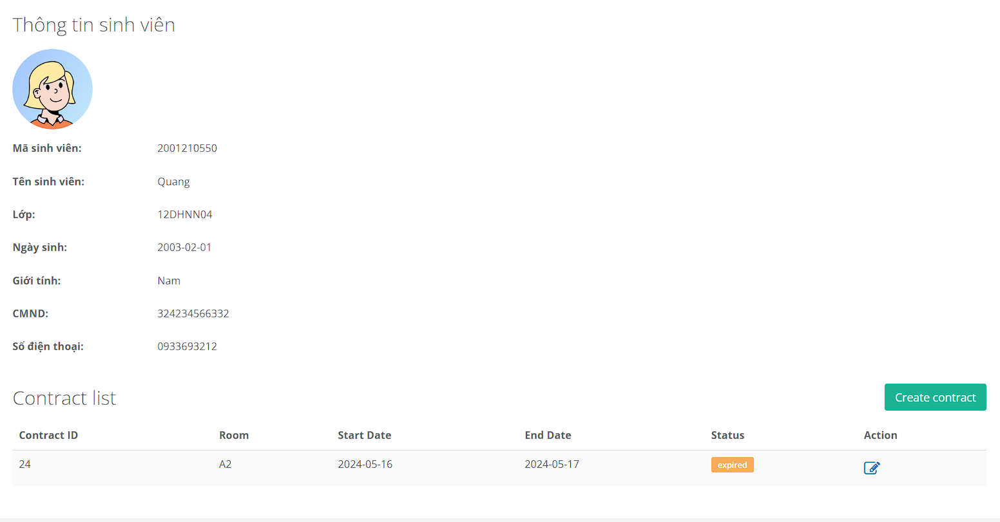 Thông tin sinh viên
Mã sinh viên: 2001210550
Tên sinh viên: Quang
Lớp: 12DHNN04
Ngày sinh: 2003-02-01
Giới tính: Nam
CMND: 324234566332
Số điện thoại: 0933693212
Contract list Create contract
Contract ID Room Start Date End Date Status Action
24 A2 2024-05-16 2024-05-17 expired